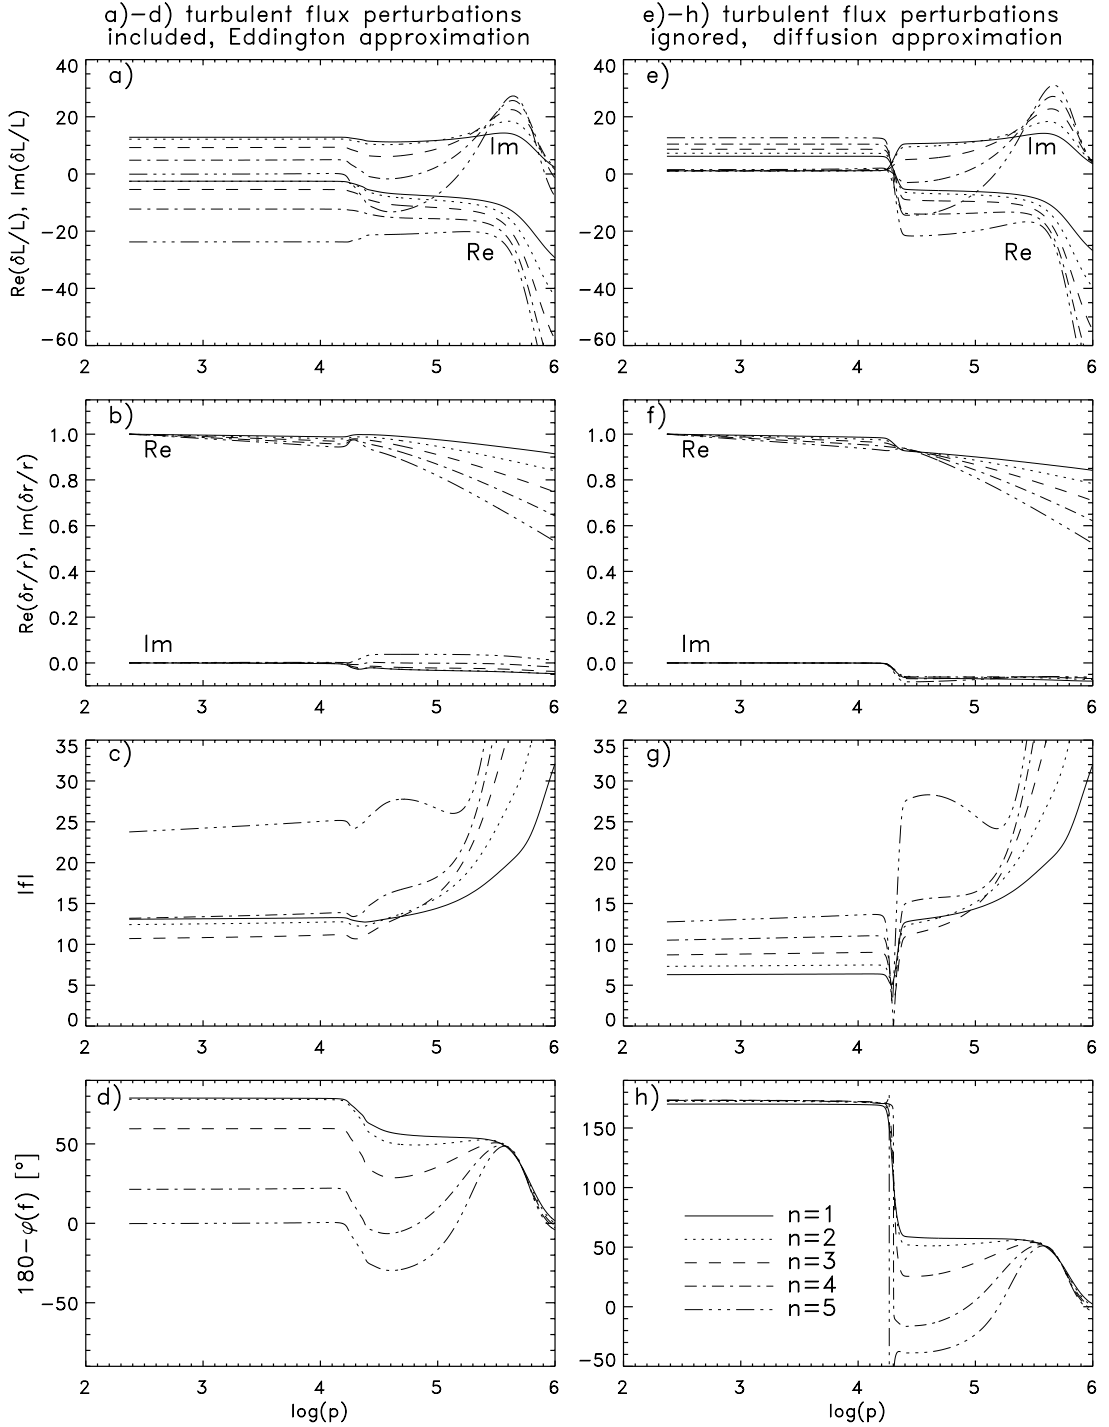 a)−d) turbulent flux perturbations
included, Eddington approximation
e)−h) turbulent flux perturbations
ignored, diffusion approximation
a)
Re(δL/L), Im(δL/L)
40
20
0
−20
−40
−60
Im
Re
2 3 4 5 6
e)
40
20
0
−20
−40
−60
Im
Re
2 3 4 5 6
b)
Re(δr/r), Im(δr/r)
1.0
0.8
0.6
0.4
0.2
0.0
Re
Im
2 3 4 5 6
f)
1.0
0.8
0.6
0.4
0.2
0.0
Re
Im
2 3 4 5 6
c)
|f|
35
30
25
20
15
10
5
0
2 3 4 5 6
g)
35
30
25
20
15
10
5
0
2 3 4 5 6
d)
180−φ(f) [°]
50
0
−50
2 3 4 5 6
log(p)
h)
150
100
50
0
−50
n=1
n=2
n=3
n=4
n=5
2 3 4 5 6
log(p)